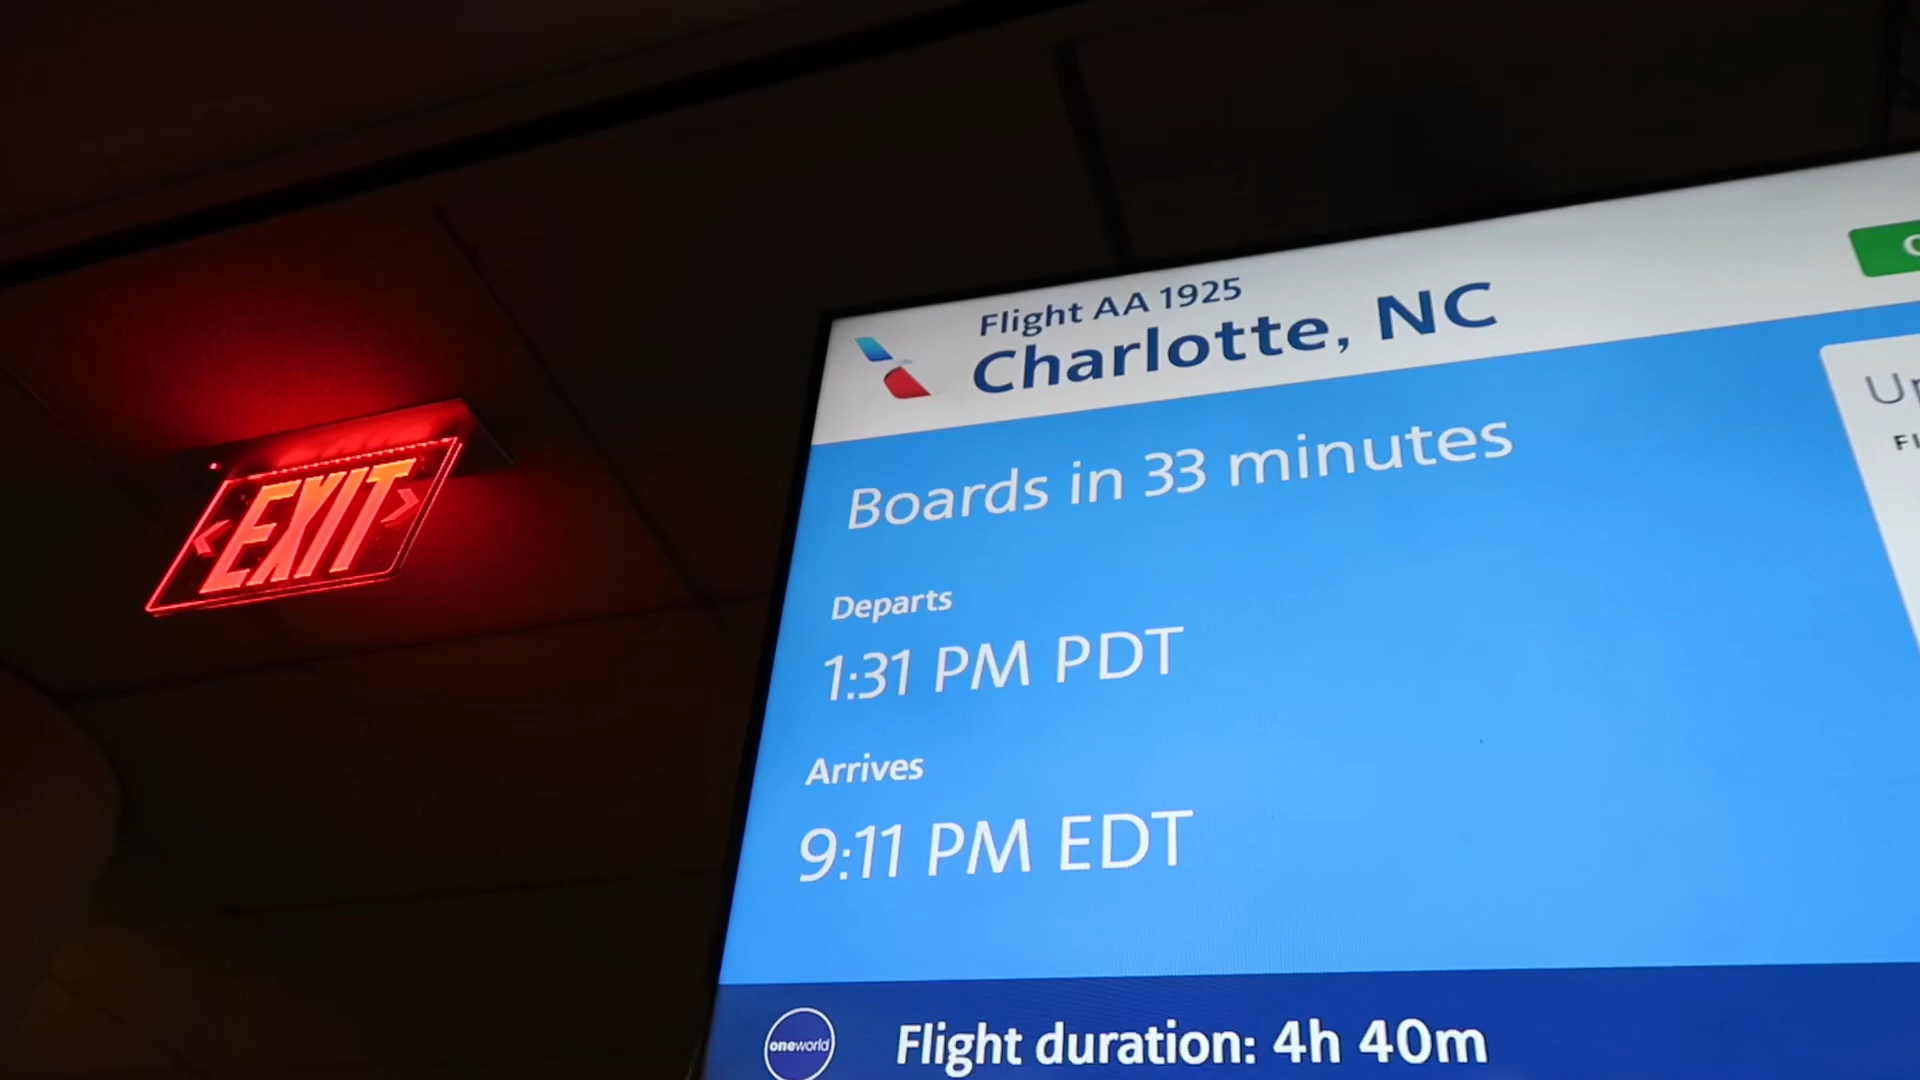 < EXIT >
Flight AA 1925
Charlotte, NC
Boards in 33 minutes
Departs
1:31 PM PDT
Arrives
9:11 PM EDT
oneworld
Flight duration: 4h 40m